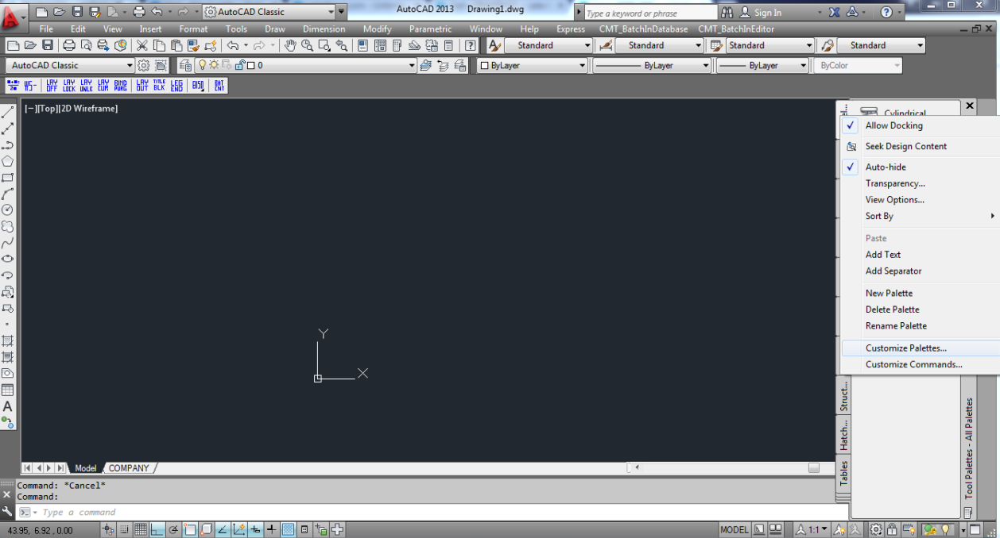 AutoCAD Classic
AutoCAD 2013 Drawing1.dwg
Type a keyword or phrase
Sign In
File Edit View Insert Format Tools Draw Dimension Modify Parametric Window Help Express CMT_BatchInDatabase CMT_BatchInEditor
Standard Standard Standard Standard
AutoCAD Classic 0 ByLayer ByLayer ByLayer ByColor
LAY OFF LAY LOCK LAY UNLK LAY CUR BIND PURG LAY OUT TITLE BLK LEG END
[−][Top][2D Wireframe]
Cylindrical
Allow Docking
Seek Design Content
Auto-hide
Transparency...
View Options...
Sort By
Paste
Add Text
Add Separator
New Palette
Delete Palette
Rename Palette
Customize Palettes...
Customize Commands...
Y
X
Struct...
Hatch...
Tables
Tool Palettes - All Palettes
Model COMPANY
Command: *Cancel*
Command:
Type a command
43.95, 6.92 , 0.00
MODEL
1:1